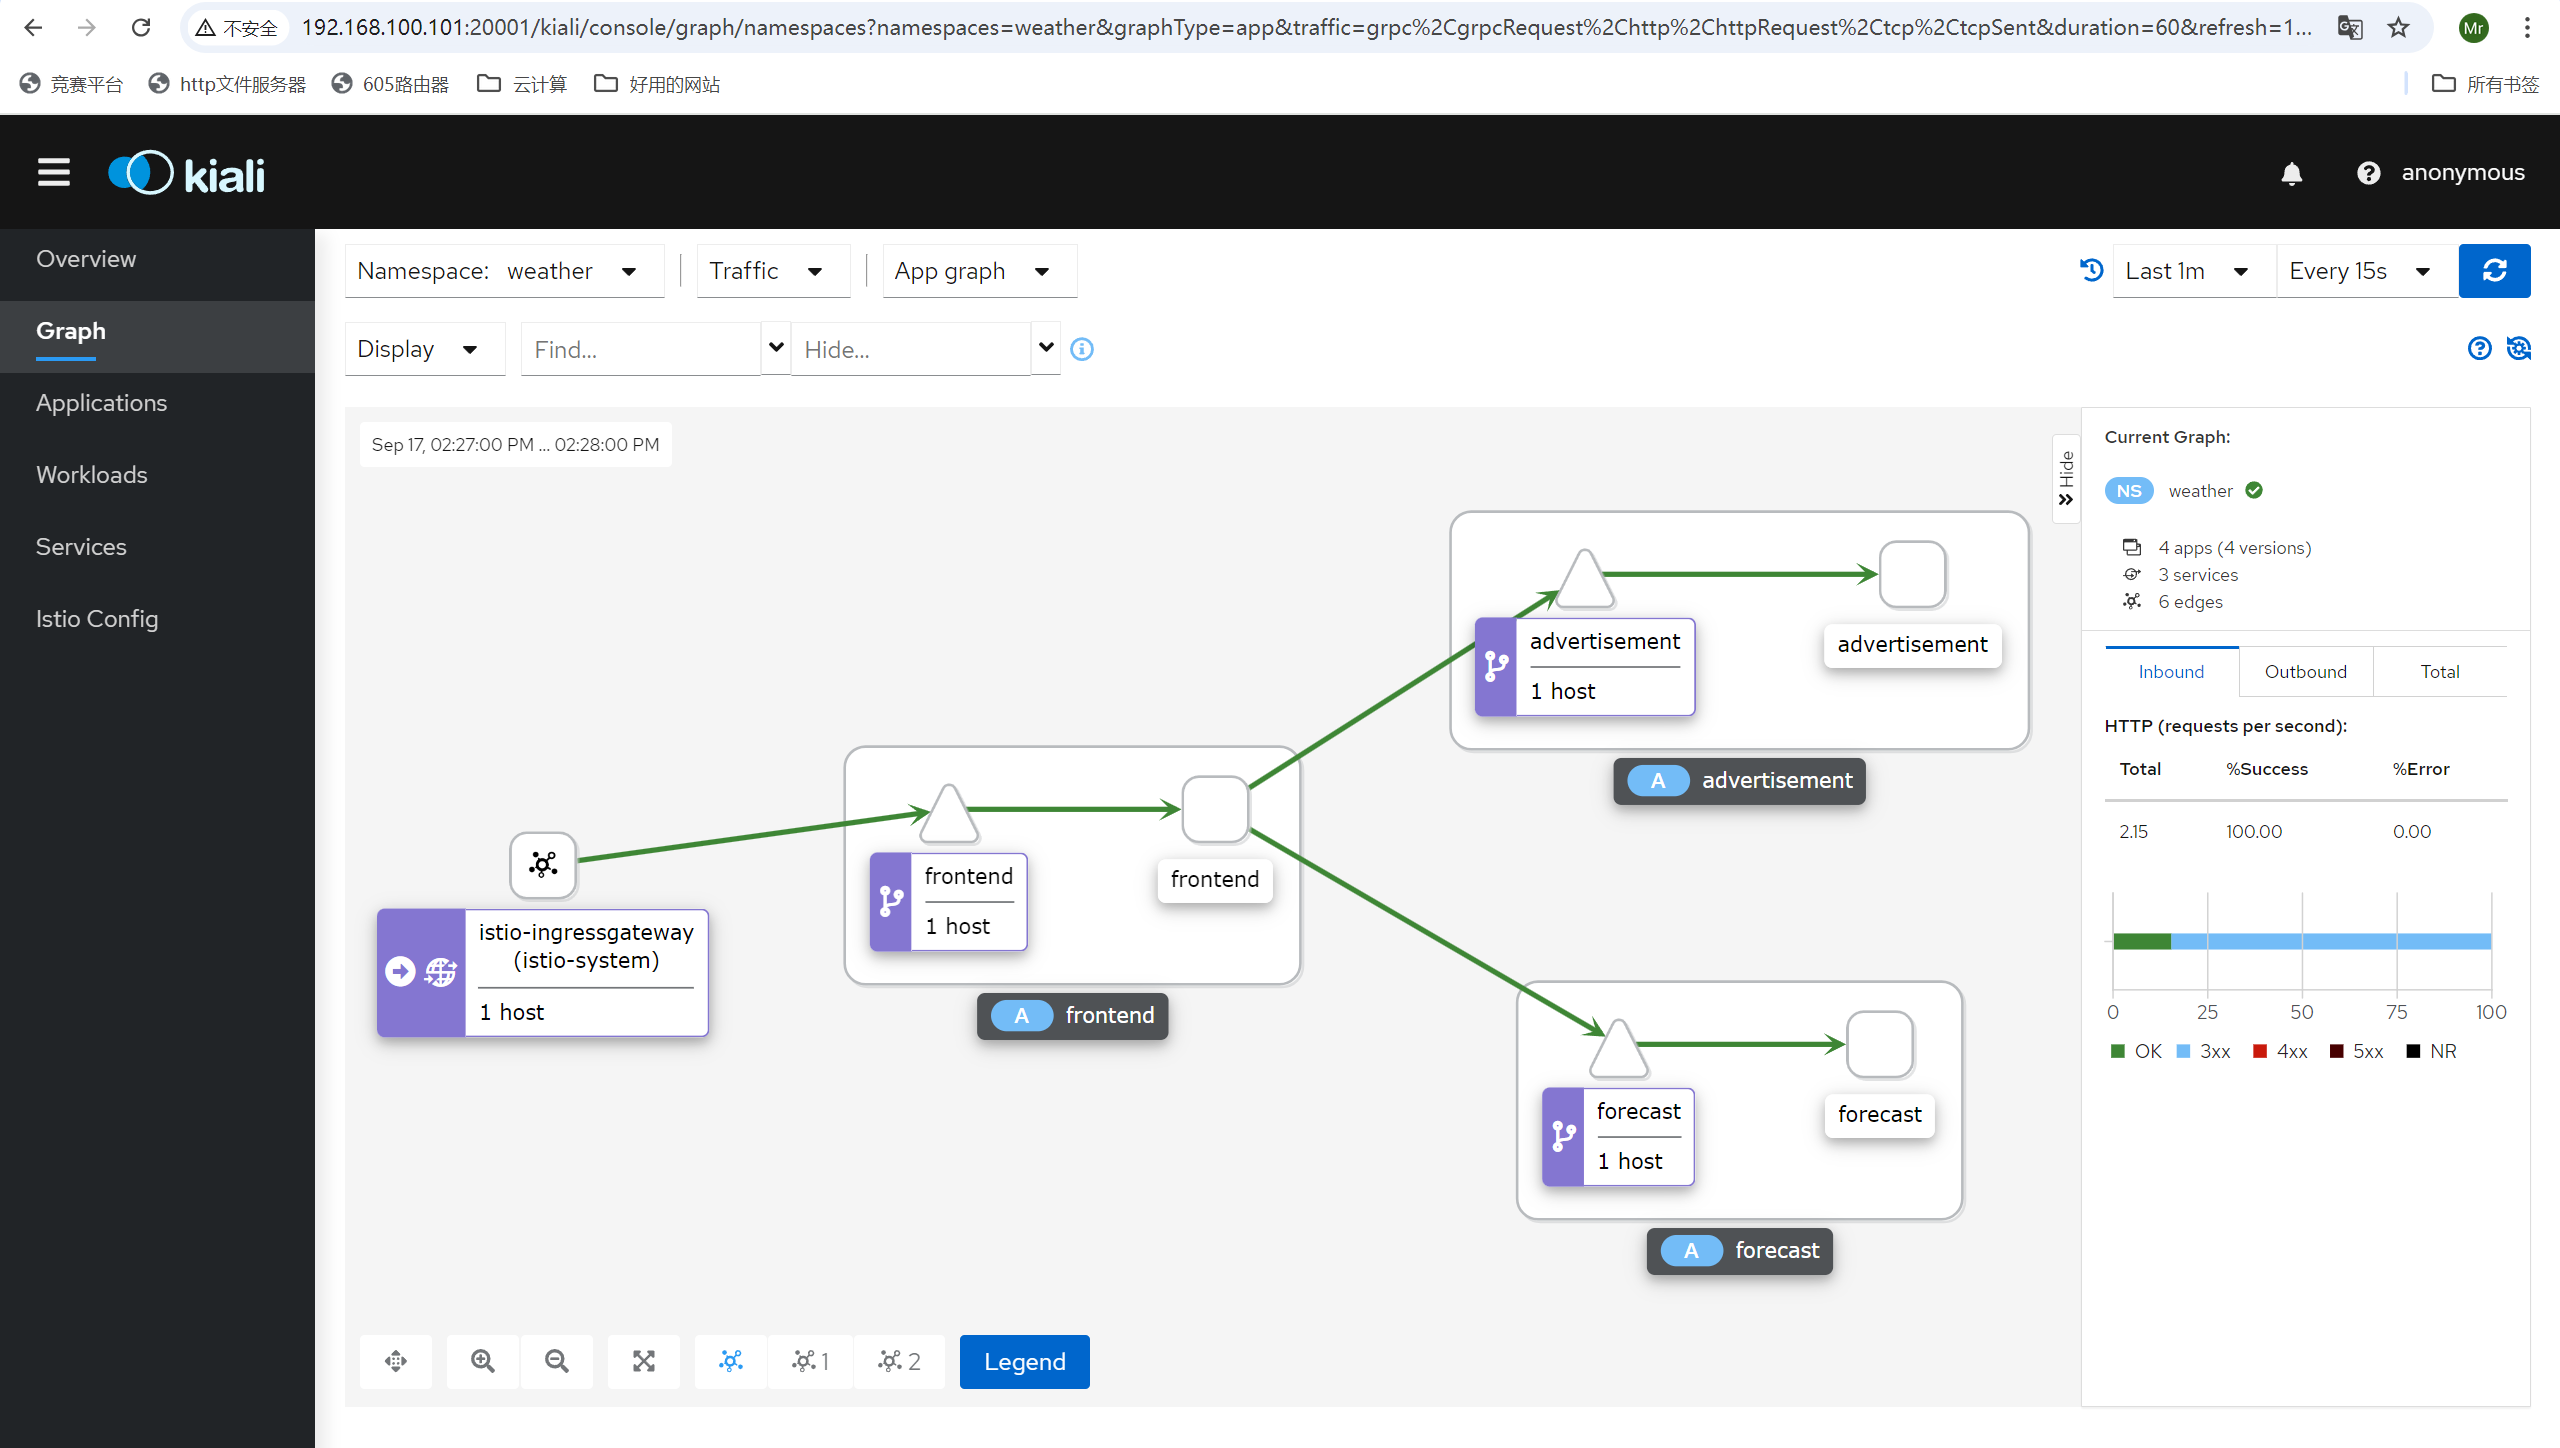 不安全
192.168.100.101:20001/kiali/console/graph/namespaces?namespaces=weather&graphType=app&traffic=grpc%2CgrpcRequest%2Chttp%2ChttpRequest%2Ctcp%2CtcpSent&duration=60&refresh=1...
Mr
竞赛平台
http文件服务器
605路由器
云计算
好用的网站
所有书签
kiali
anonymous
Overview
Graph
Applications
Workloads
Services
Istio Config
Namespace: weather
Traffic
App graph
Last 1m
Every 15s
Display
Find...
Hide...
Sep 17, 02:27:00 PM ... 02:28:00 PM
Hide
advertisement
1 host
advertisement
A advertisement
frontend
1 host
frontend
A frontend
istio-ingressgateway
(istio-system)
1 host
forecast
1 host
forecast
A forecast
1
2
Legend
Current Graph:
NS weather
4 apps (4 versions)
3 services
6 edges
Inbound
Outbound
Total
HTTP (requests per second):
Total %Success %Error
2.15 100.00 0.00
0 25 50 75 100
OK 3xx 4xx 5xx NR